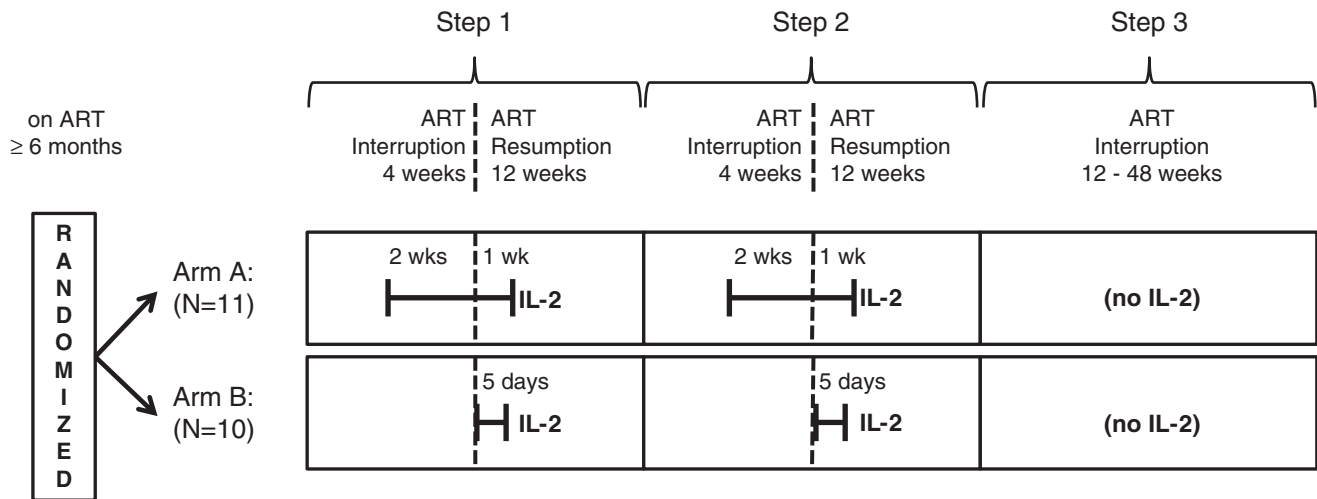 Step 1
Step 2
Step 3
on ART
≥ 6 months
ART
Interruption
4 weeks
ART
Resumption
12 weeks
ART
Interruption
4 weeks
ART
Resumption
12 weeks
ART
Interruption
12 - 48 weeks
RANDOMIZED
Arm A:
(N=11)
2 wks
1 wk
IL-2
2 wks
1 wk
IL-2
(no IL-2)
Arm B:
(N=10)
5 days
IL-2
5 days
IL-2
(no IL-2)